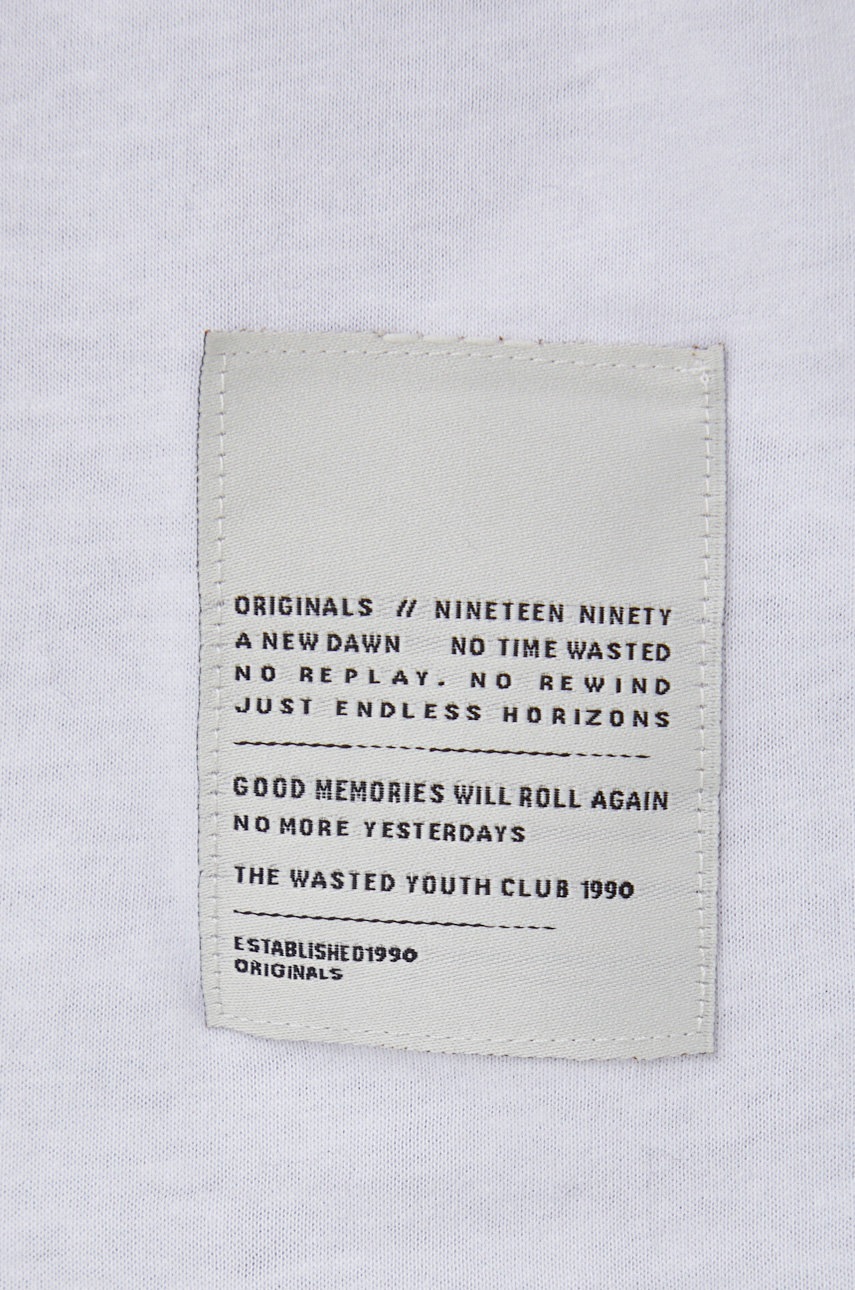 ORIGINALS // NINETEEN NINETY
A NEW DAWN NO TIME WASTED
NO REPLAY. NO REWIND
JUST ENDLESS HORIZONS
GOOD MEMORIES WILL ROLL AGAIN
NO MORE YESTERDAYS
THE WASTED YOUTH CLUB 1990
ESTABLISHED1990
ORIGINALS